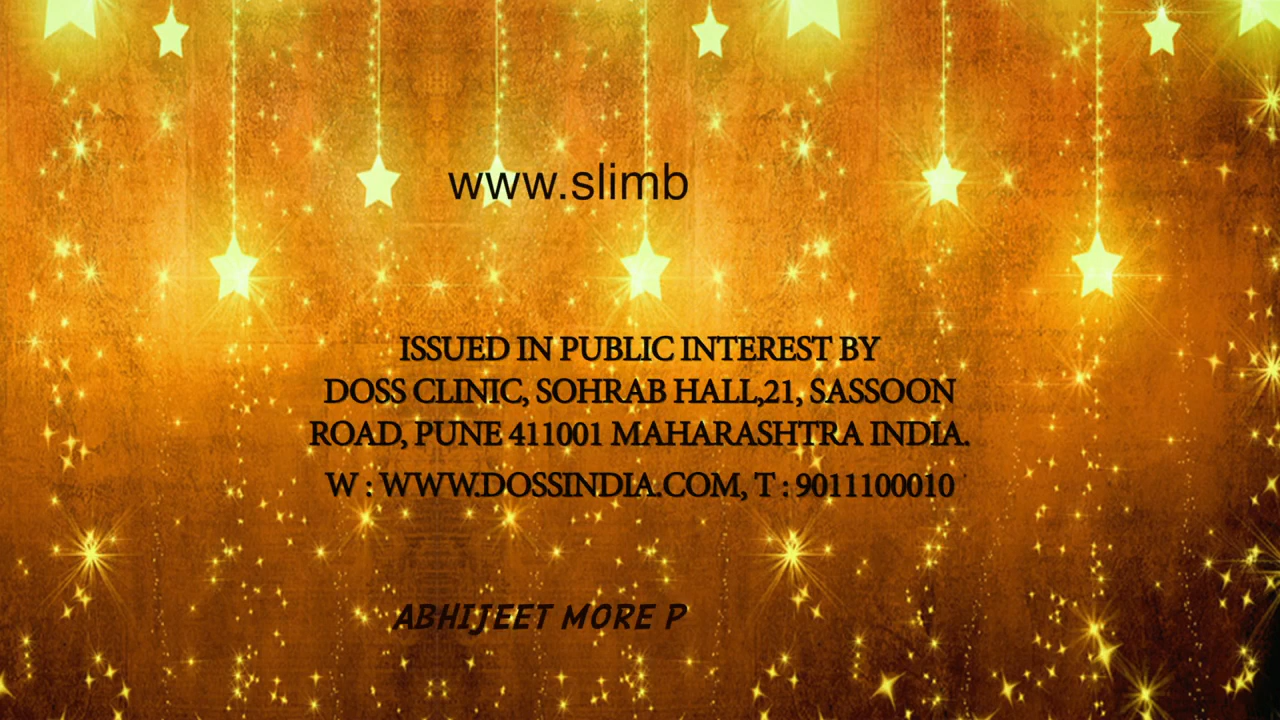 www.slimb
ISSUED IN PUBLIC INTEREST BY
DOSS CLINIC, SOHRAB HALL,21, SASSOON
ROAD, PUNE 411001 MAHARASHTRA INDIA.
W : WWW.DOSSINDIA.COM, T : 9011100010
ABHIJEET MORE P